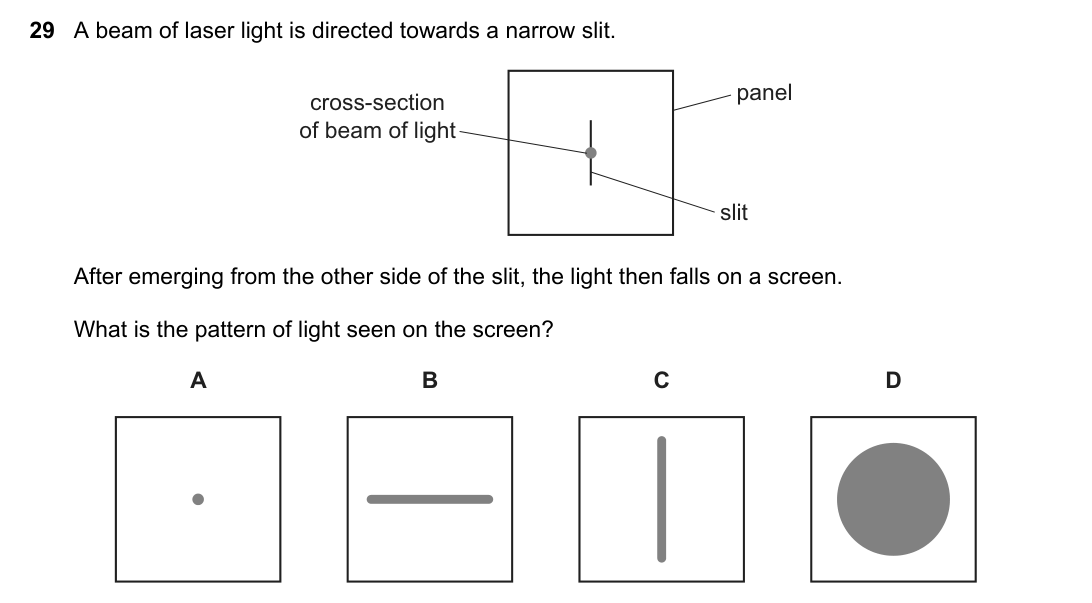 29 A beam of laser light is directed towards a narrow slit.
cross-section
of beam of light
panel
slit
After emerging from the other side of the slit, the light then falls on a screen.
What is the pattern of light seen on the screen?
A B C D